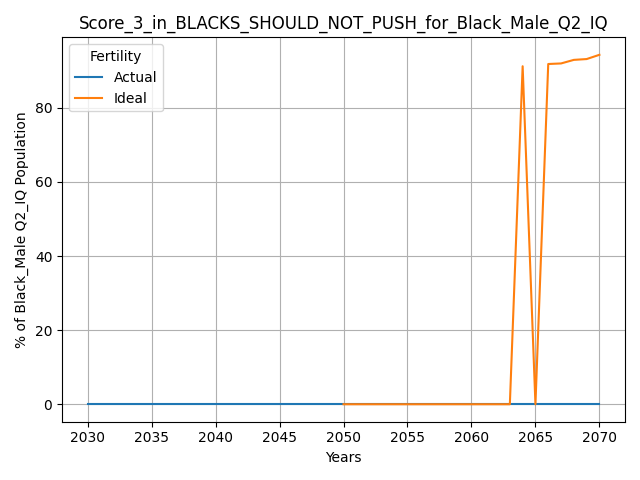 Score_3_in_BLACKS_SHOULD_NOT_PUSH_for_Black_Male_Q2_IQ
Fertility
Actual
Ideal
% of Black_Male Q2_IQ Population
80
60
40
20
0
2030 2035 2040 2045 2050 2055 2060 2065 2070
Years